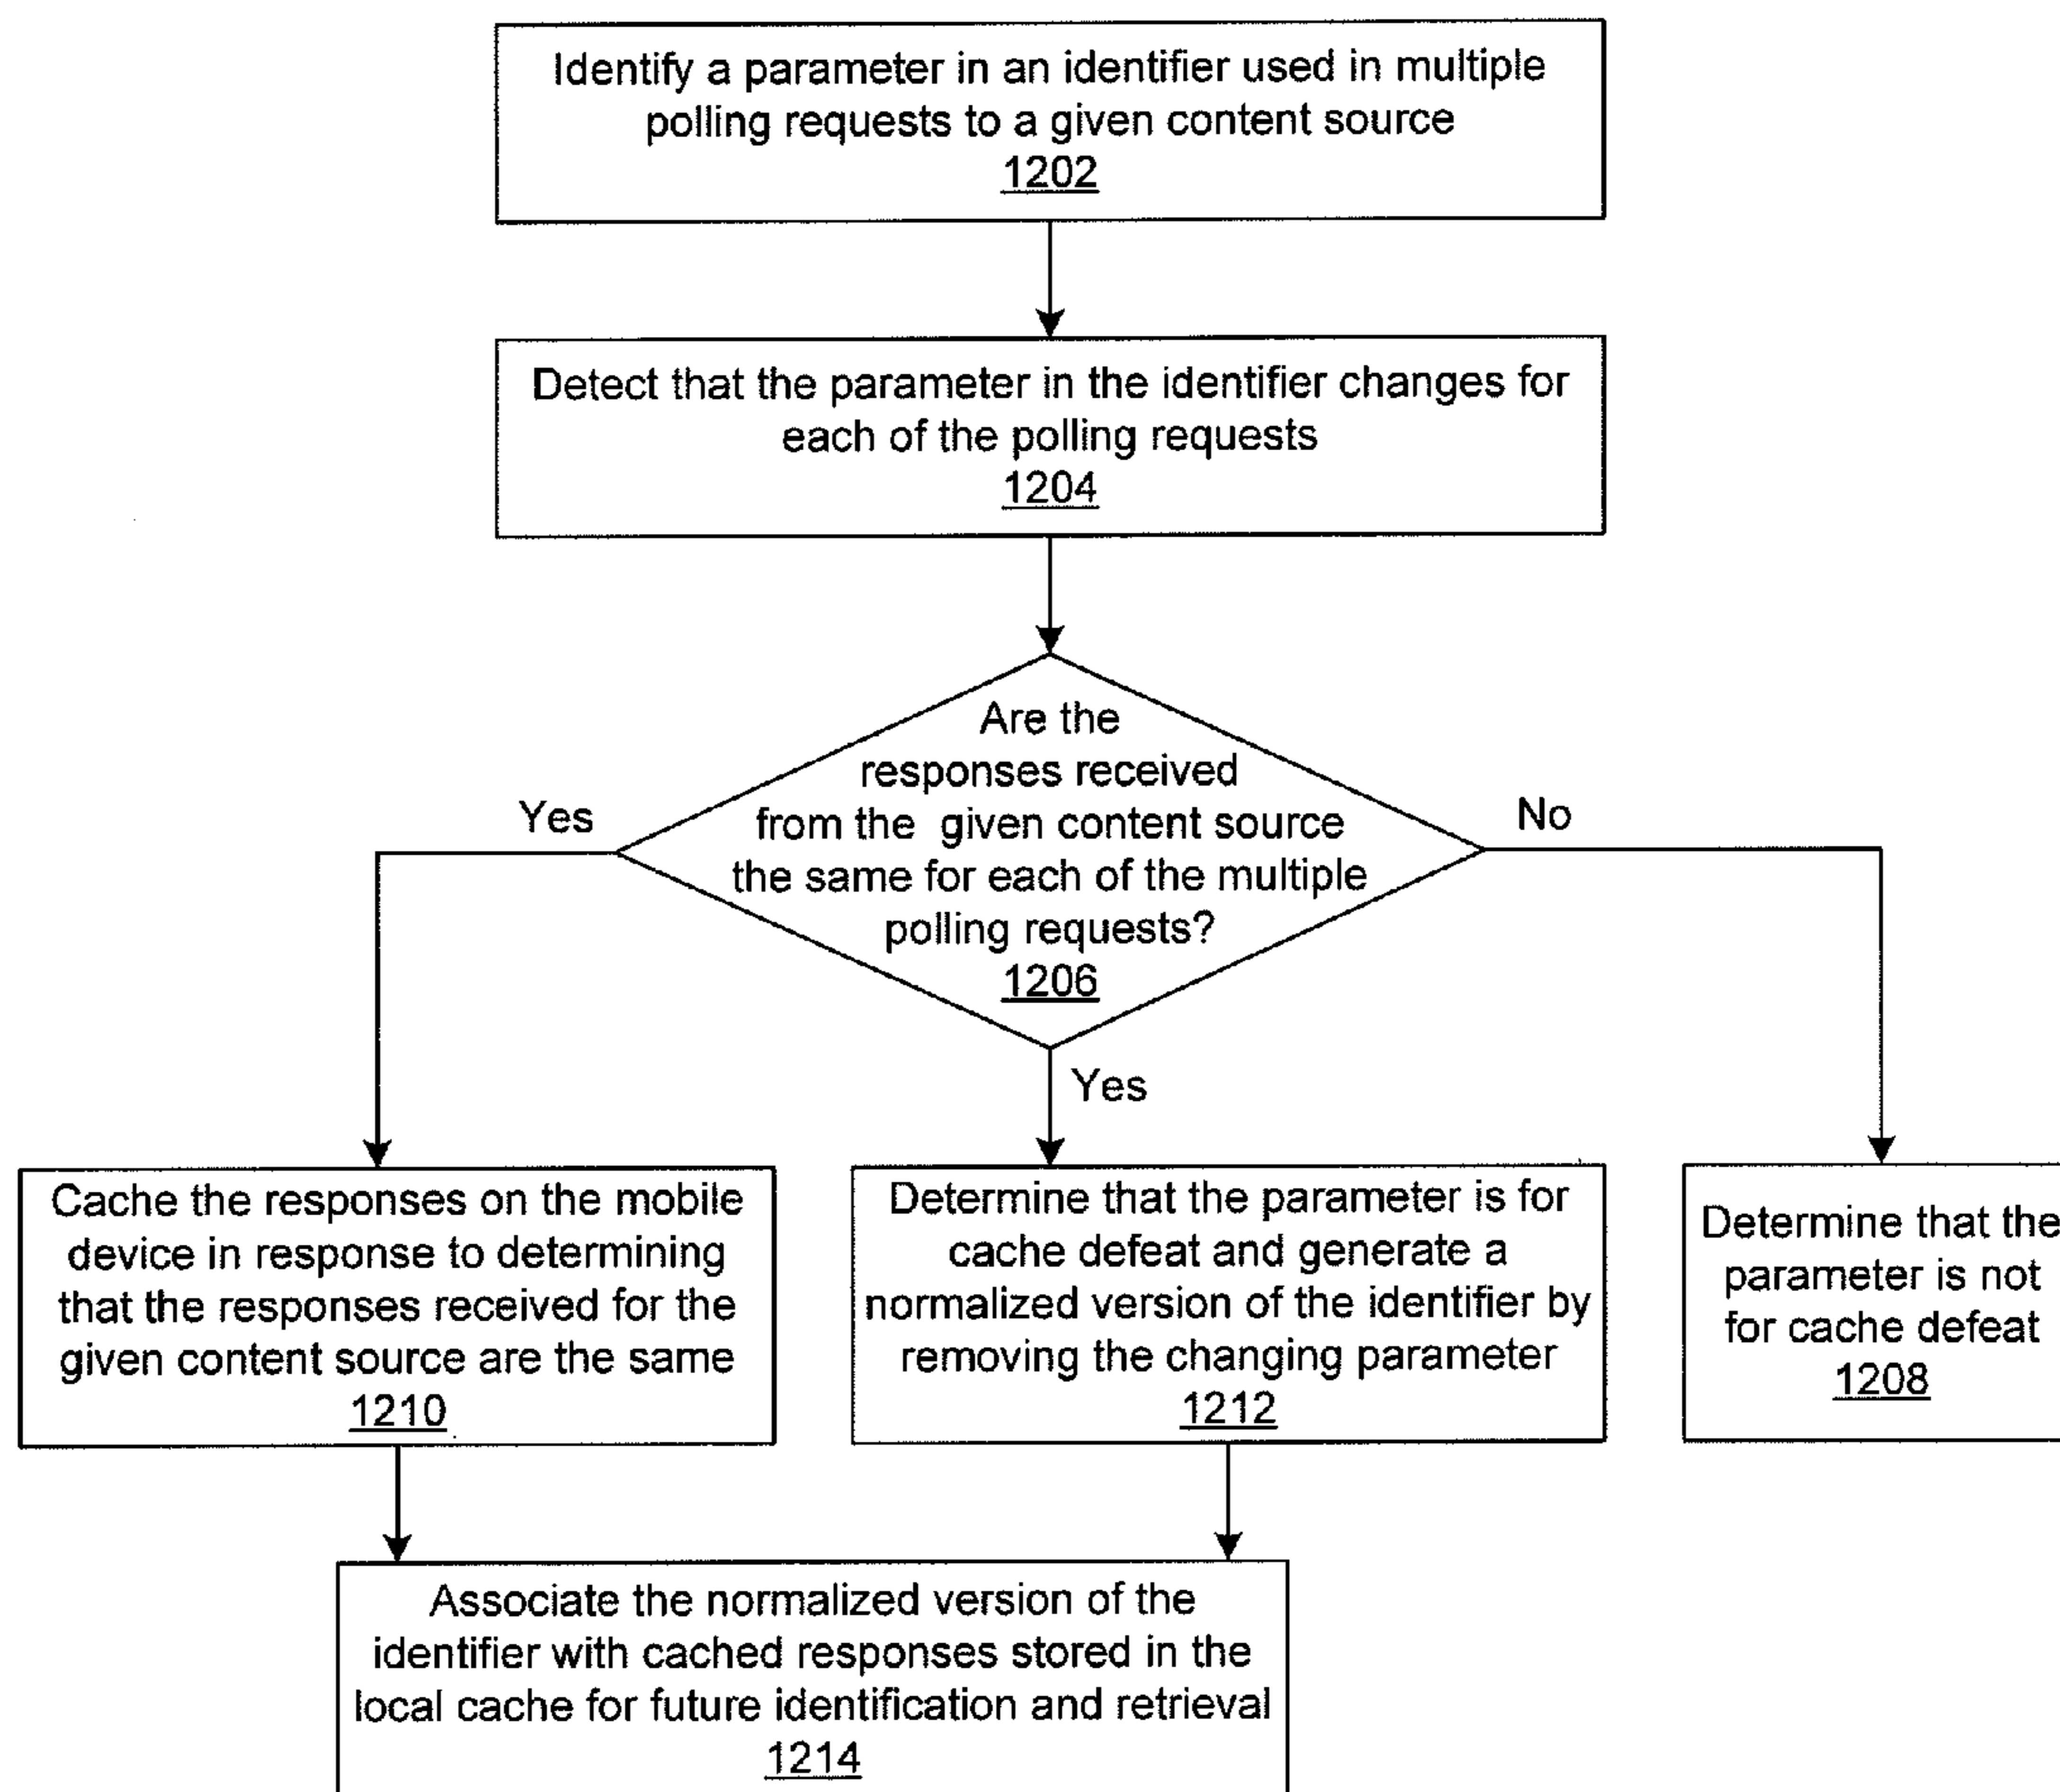 Identify a parameter in an identifier used in multiple
polling requests to a given content source
1202
Detect that the parameter in the identifier changes for
each of the polling requests
1204
Are the
responses received
from the given content source
the same for each of the multiple
polling requests?
1206
Yes
No
Yes
Cache the responses on the mobile
device in response to determining
that the responses received for the
given content source are the same
1210
Determine that the parameter is for
cache defeat and generate a
normalized version of the identifier by
removing the changing parameter
1212
Determine that the
parameter is not
for cache defeat
1208
Associate the normalized version of the
identifier with cached responses stored in the
local cache for future identification and retrieval
1214